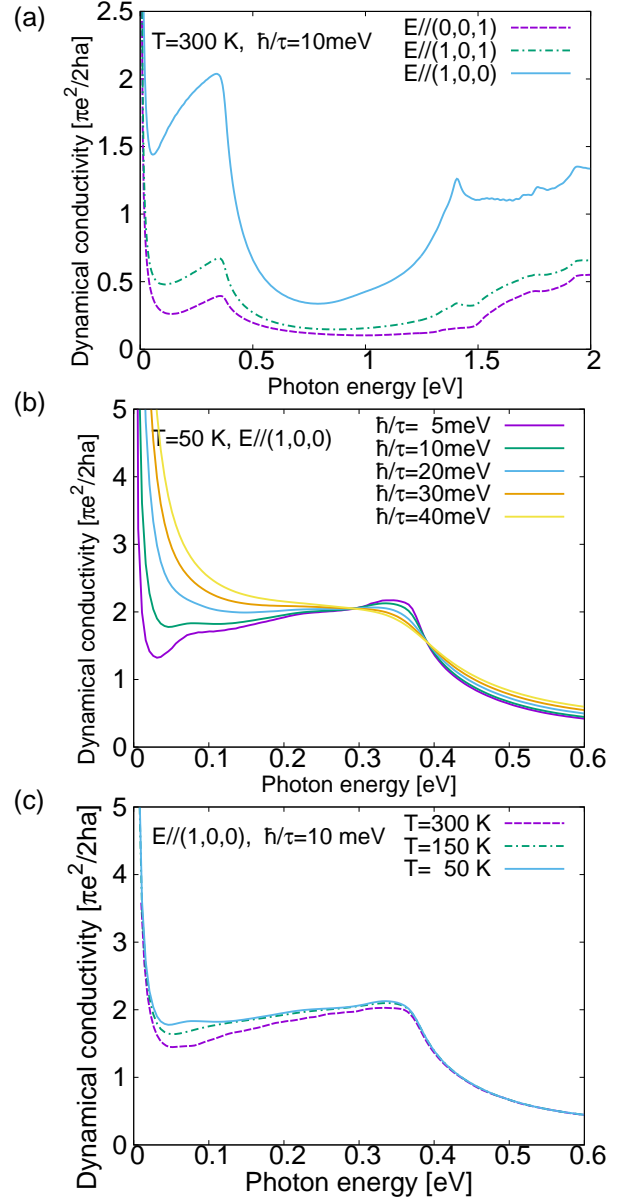 (a)
Dynamical conductivity [πe²/2ha]
2.5
2
1.5
1
0.5
0
T=300 K, ħ/τ=10meV
E//(0,0,1)
E//(1,0,1)
E//(1,0,0)
0 0.5 1 1.5 2
Photon energy [eV]
(b)
Dynamical conductivity [πe²/2ha]
5
4
3
2
1
0
T=50 K, E//(1,0,0)
ħ/τ= 5meV
ħ/τ=10meV
ħ/τ=20meV
ħ/τ=30meV
ħ/τ=40meV
0 0.1 0.2 0.3 0.4 0.5 0.6
Photon energy [eV]
(c)
Dynamical conductivity [πe²/2ha]
5
4
3
2
1
0
E//(1,0,0), ħ/τ=10 meV
T=300 K
T=150 K
T= 50 K
0 0.1 0.2 0.3 0.4 0.5 0.6
Photon energy [eV]